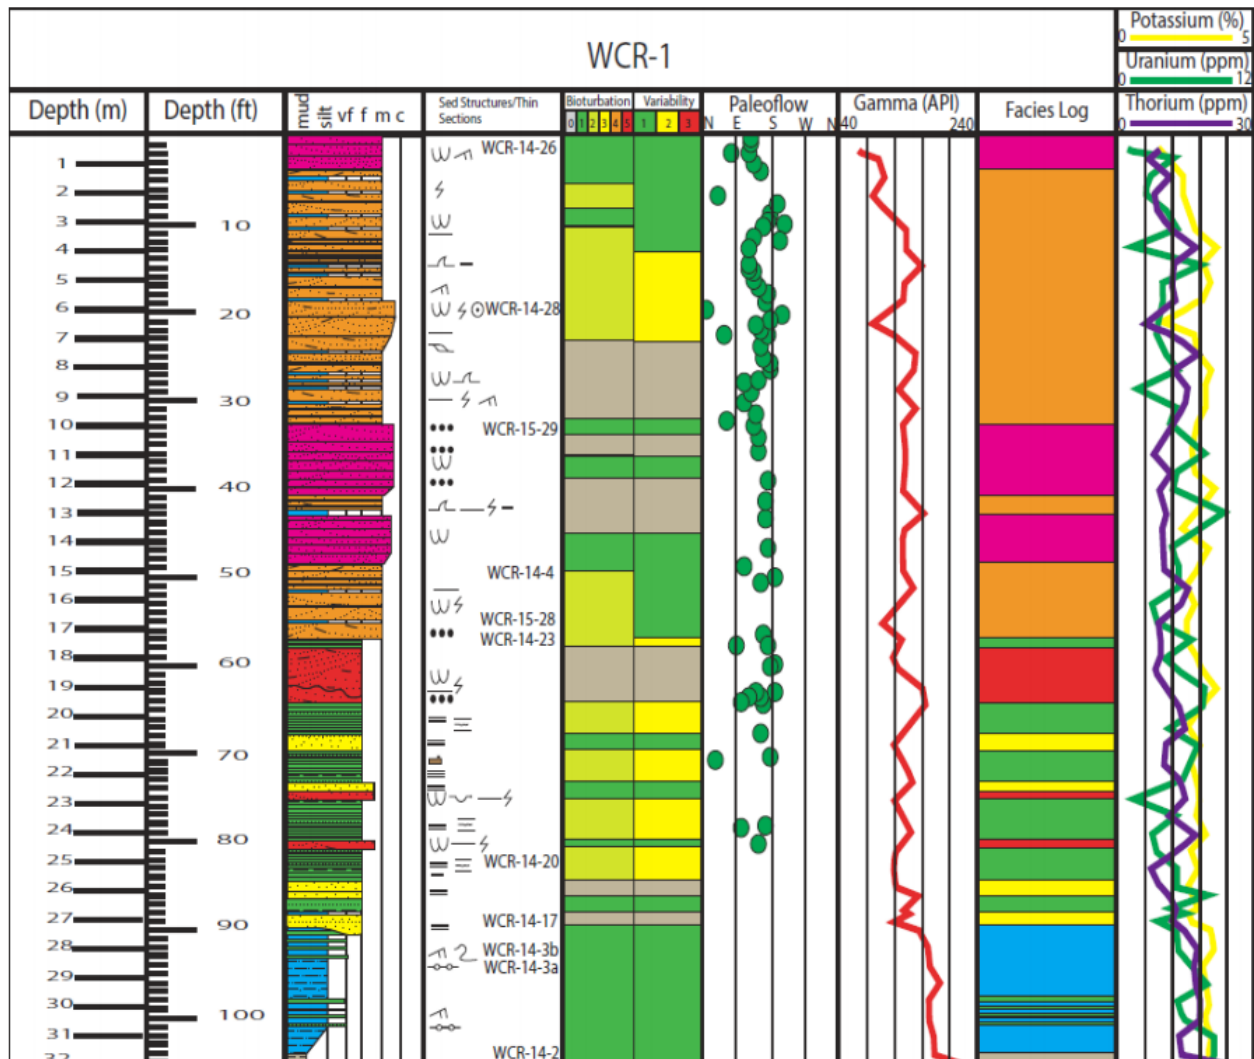 WCR-1
Potassium (%)
0 5
Uranium (ppm)
0 12
Depth (m)
Depth (ft)
mud silt vf f m c
Sed Structures/Thin
Sections
Bioturbation
0 1 2 3 4 5
Variability
1 2 3
Paleoflow
N E S W N
Gamma (API)
40 240
Facies Log
Thorium (ppm)
0 30
WCR-14-26
1
2
3
10
4
5
6
20
WCR-14-28
7
8
9
30
10
WCR-15-29
11
12
40
13
14
15
50
WCR-14-4
16
WCR-15-28
17
WCR-14-23
18
60
19
20
21
70
22
23
24
80
25
WCR-14-20
26
27
90
WCR-14-17
28
WCR-14-3b
WCR-14-3a
29
30
100
31
WCR-14-2
32